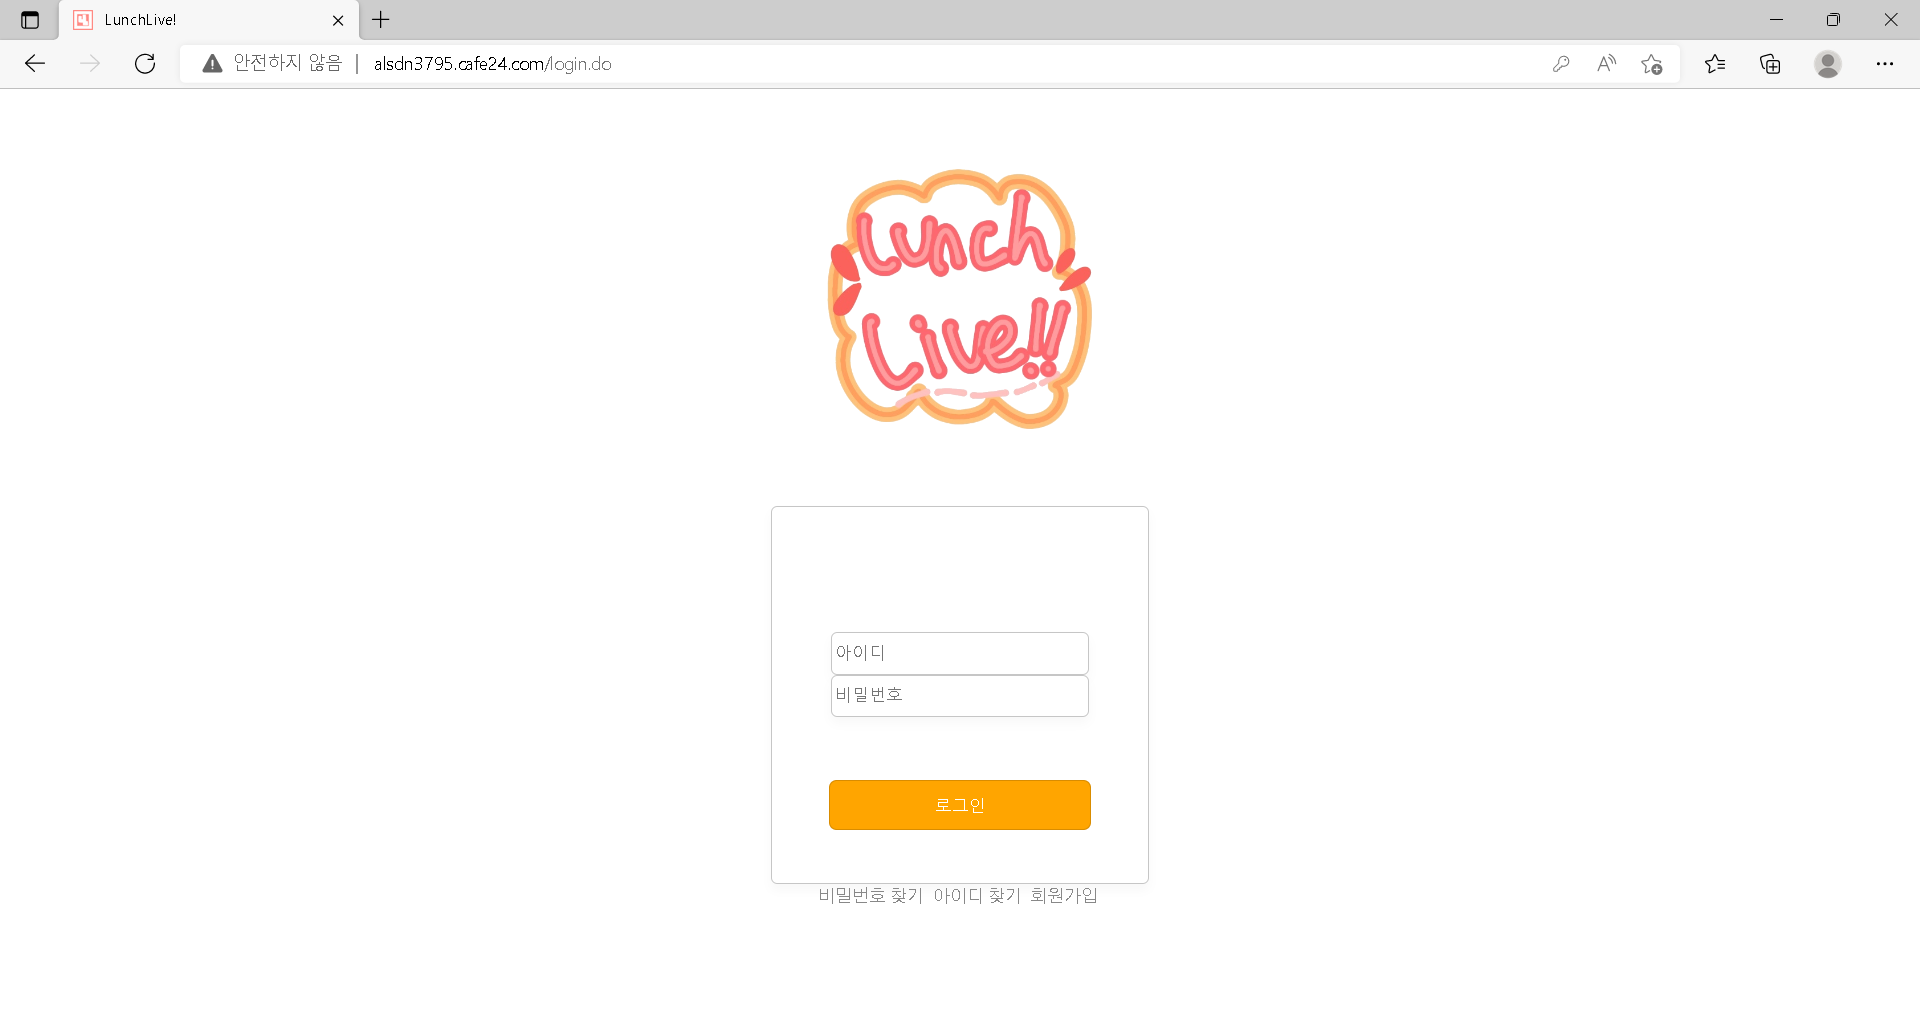 LunchLive!
안전하지 않음 | alsdn3795.cafe24.com/login.do
Lunch
Live!!
아이디
비밀번호
로그인
비밀번호 찾기 아이디 찾기 회원가입